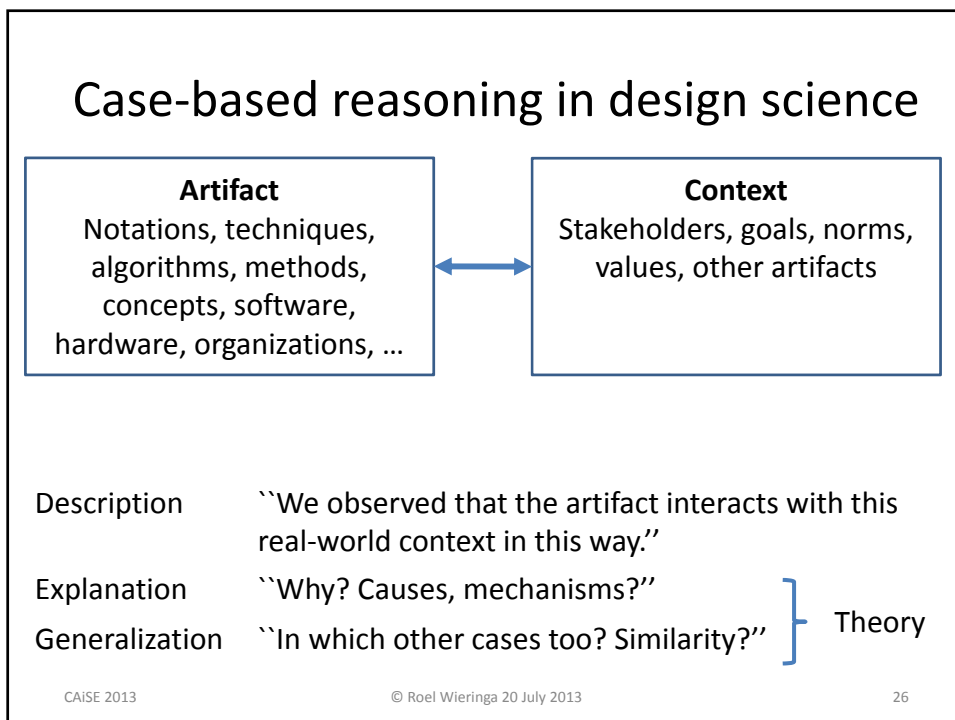 Case-based reasoning in design science
Artifact
Notations, techniques,
algorithms, methods,
concepts, software,
hardware, organizations, …
Context
Stakeholders, goals, norms,
values, other artifacts
Description ``We observed that the artifact interacts with this
real-world context in this way.’’
Explanation ``Why? Causes, mechanisms?’’
Generalization ``In which other cases too? Similarity?’’
Theory
CAiSE 2013 © Roel Wieringa 20 July 2013 26